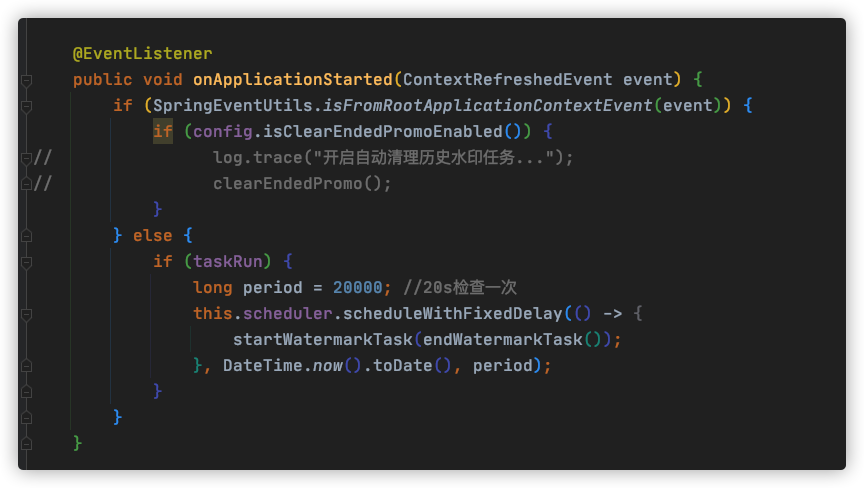 @EventListener
public void onApplicationStarted(ContextRefreshedEvent event) {
if (SpringEventUtils.isFromRootApplicationContextEvent(event)) {
if (config.isClearEndedPromoEnabled()) {
// log.trace("开启自动清理历史水印任务...");
// clearEndedPromo();
}
} else {
if (taskRun) {
long period = 20000; //20s检查一次
this.scheduler.scheduleWithFixedDelay(() -> {
startWatermarkTask(endWatermarkTask());
}, DateTime.now().toDate(), period);
}
}
}